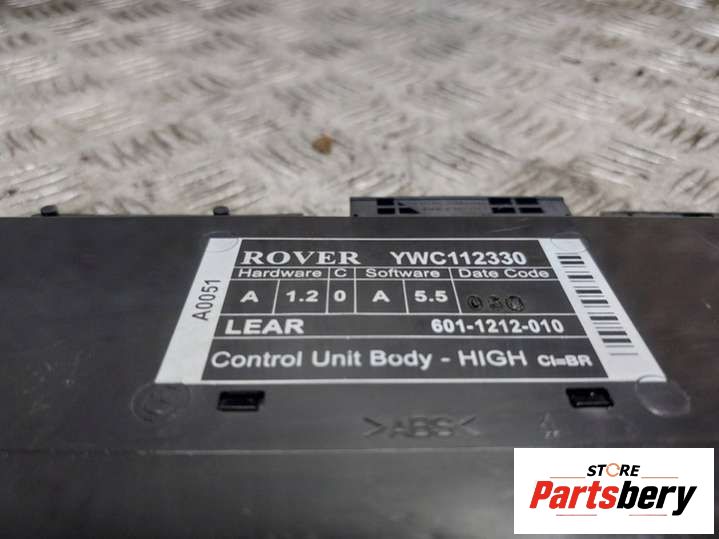 ROVER YWC112330
Hardware C Software Date Code
A 1.2 0 A 5.5
LEAR 601-1212-010
Control Unit Body - HIGH CI=BR
A0051
>ABS<
STORE
Partsbery